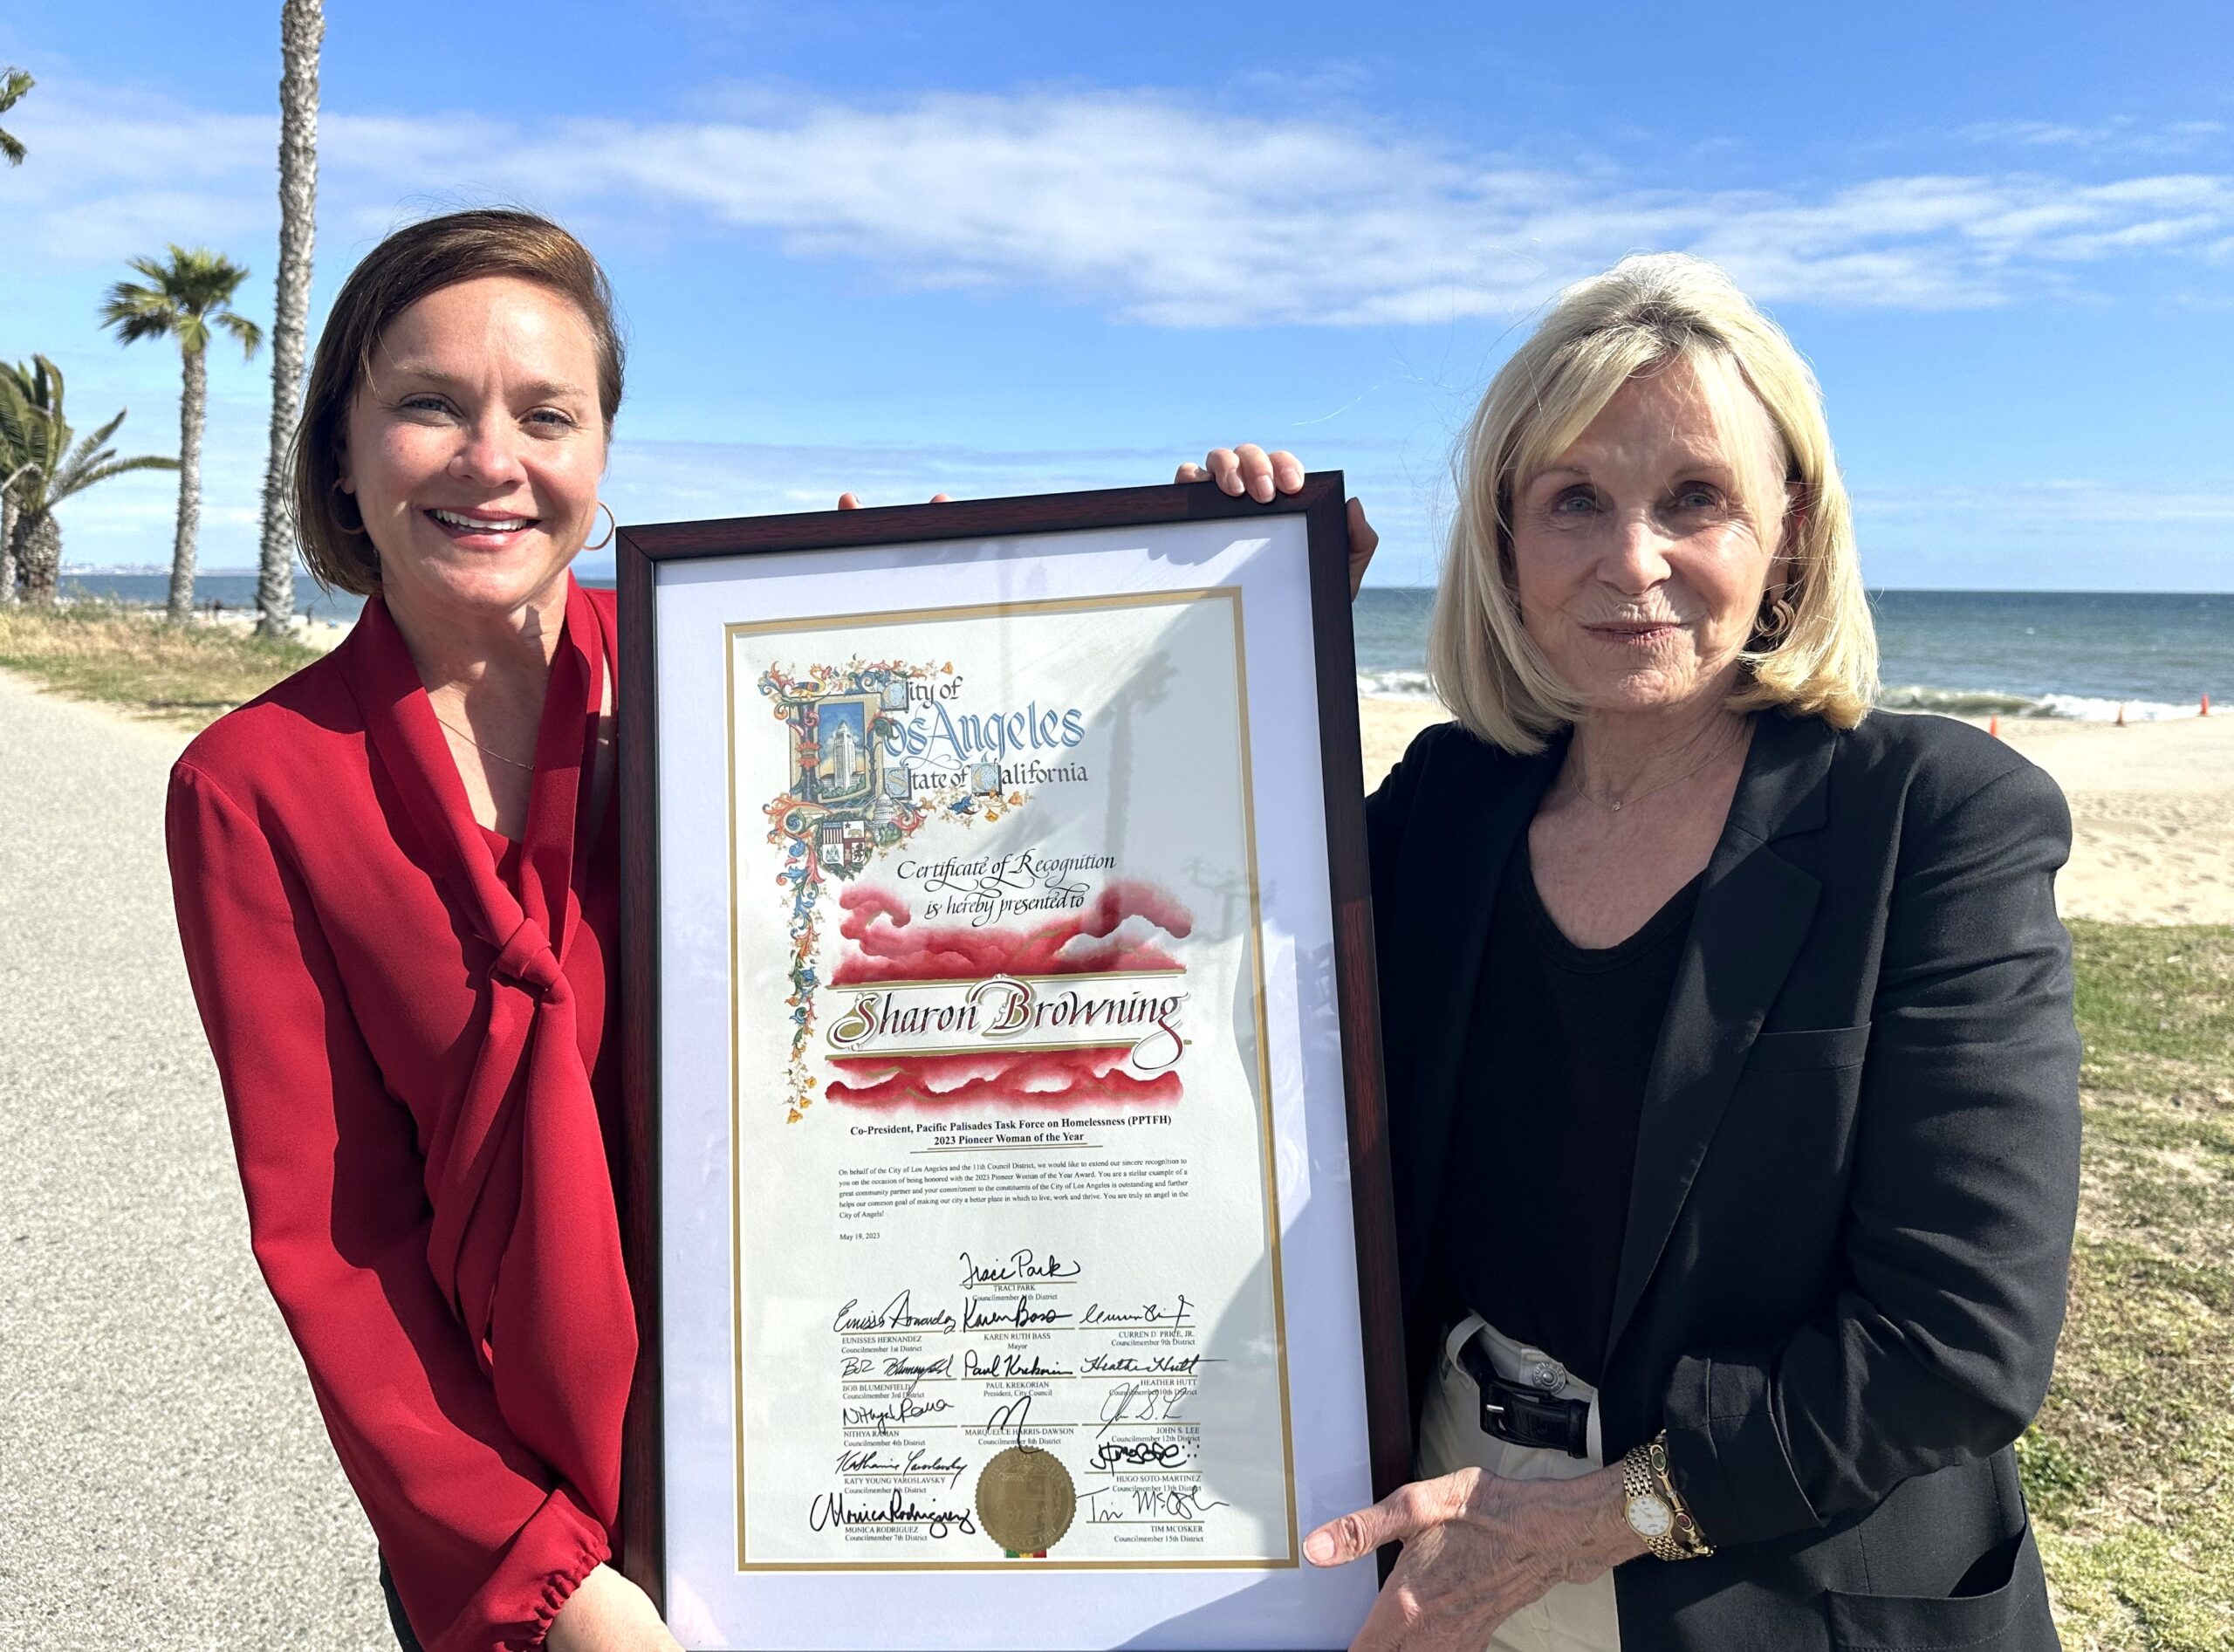 City of
Los Angeles
State of California
Certificate of Recognition
is hereby presented to
Sharon Browning
Co-President, Pacific Palisades Task Force on Homelessness (PPTFH)
2023 Pioneer Woman of the Year
On behalf of the City of Los Angeles and the 11th Council District, we would like to extend our sincere recognition to
you on the occasion of being honored with the 2023 Pioneer Woman of the Year Award. You are a stellar example of a
great community partner and your commitment to the constituents of the City of Los Angeles is outstanding and further
helps our common goal of making our city a better place in which to live, work and thrive. You are truly an angel in the
City of Angels!
May 19, 2023
Traci Park
TRACI PARK
Councilmember 11th District
Eunisses Hernandez Karen Bass
EUNISSES HERNANDEZ KAREN RUTH BASS CURREN D. PRICE, JR.
Councilmember 1st District Mayor Councilmember 9th District
Bob Blumenfield Paul Krekorian Heather Hutt
BOB BLUMENFIELD PAUL KREKORIAN HEATHER HUTT
Councilmember 3rd District President, City Council Councilmember 10th District
Nithya Raman
NITHYA RAMAN MARQUEECE HARRIS-DAWSON JOHN S. LEE
Councilmember 4th District Councilmember 8th District Councilmember 12th District
Katherine Yaroslavsky
KATY YOUNG YAROSLAVSKY HUGO SOTO-MARTINEZ
Councilmember 5th District Councilmember 13th District
Monica Rodriguez Tim McOsker
MONICA RODRIGUEZ TIM MCOSKER
Councilmember 7th District Councilmember 15th District